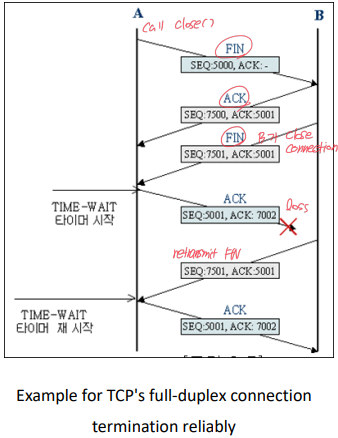 A B
call close()
FIN
SEQ:5000, ACK:-
ACK
SEQ:7500, ACK:5001
FIN B가 close connection
SEQ:7501, ACK:5001
ACK
SEQ:5001, ACK: 7002
loss
TIME-WAIT
타이머 시작
retransmit FIN
SEQ:7501, ACK:5001
ACK
SEQ:5001, ACK: 7002
TIME-WAIT
타이머 재 시작
Example for TCP's full-duplex connection
termination reliably